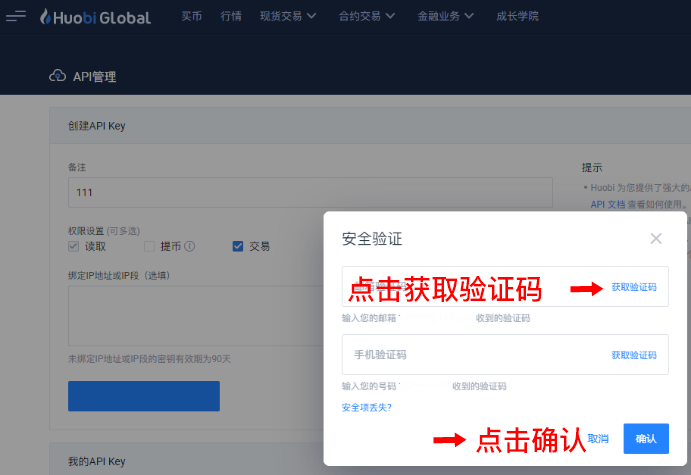 Huobi Global 买币 行情 现货交易 合约交易 金融业务 成长学院
API管理
创建API Key
备注
111
提示
Huobi 为您提供了强大的
API 文档 查看如何使用。
权限设置 (可多选)
读取 提币 交易
绑定IP地址或IP段（选填）
未绑定IP地址或IP段的密钥有效期为90天
我的API Key
安全验证
点击获取验证码
获取验证码
输入您的邮箱 收到的验证码
手机验证码 获取验证码
输入您的号码 收到的验证码
安全项丢失?
点击确认
取消 确认